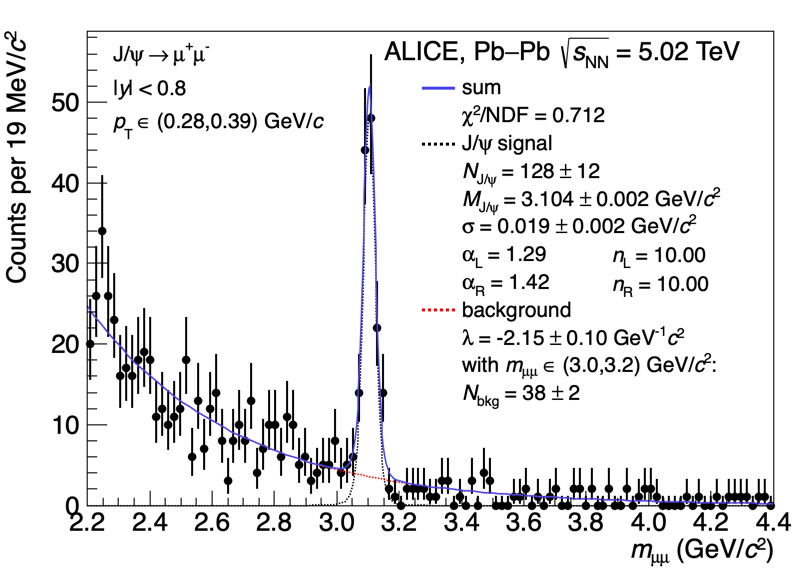 J/ψ → μ⁺μ⁻
|y| < 0.8
p_T ∈ (0.28,0.39) GeV/c
ALICE, Pb–Pb √s_NN = 5.02 TeV
sum
χ²/NDF = 0.712
J/ψ signal
N_J/ψ = 128 ± 12
M_J/ψ = 3.104 ± 0.002 GeV/c²
σ = 0.019 ± 0.002 GeV/c²
α_L = 1.29 n_L = 10.00
α_R = 1.42 n_R = 10.00
background
λ = -2.15 ± 0.10 GeV⁻¹c²
with m_μμ ∈ (3.0,3.2) GeV/c²:
N_bkg = 38 ± 2
Counts per 19 MeV/c²
50
40
30
20
10
0
2.2 2.4 2.6 2.8 3.0 3.2 3.4 3.6 3.8 4.0 4.2 4.4
m_μμ (GeV/c²)